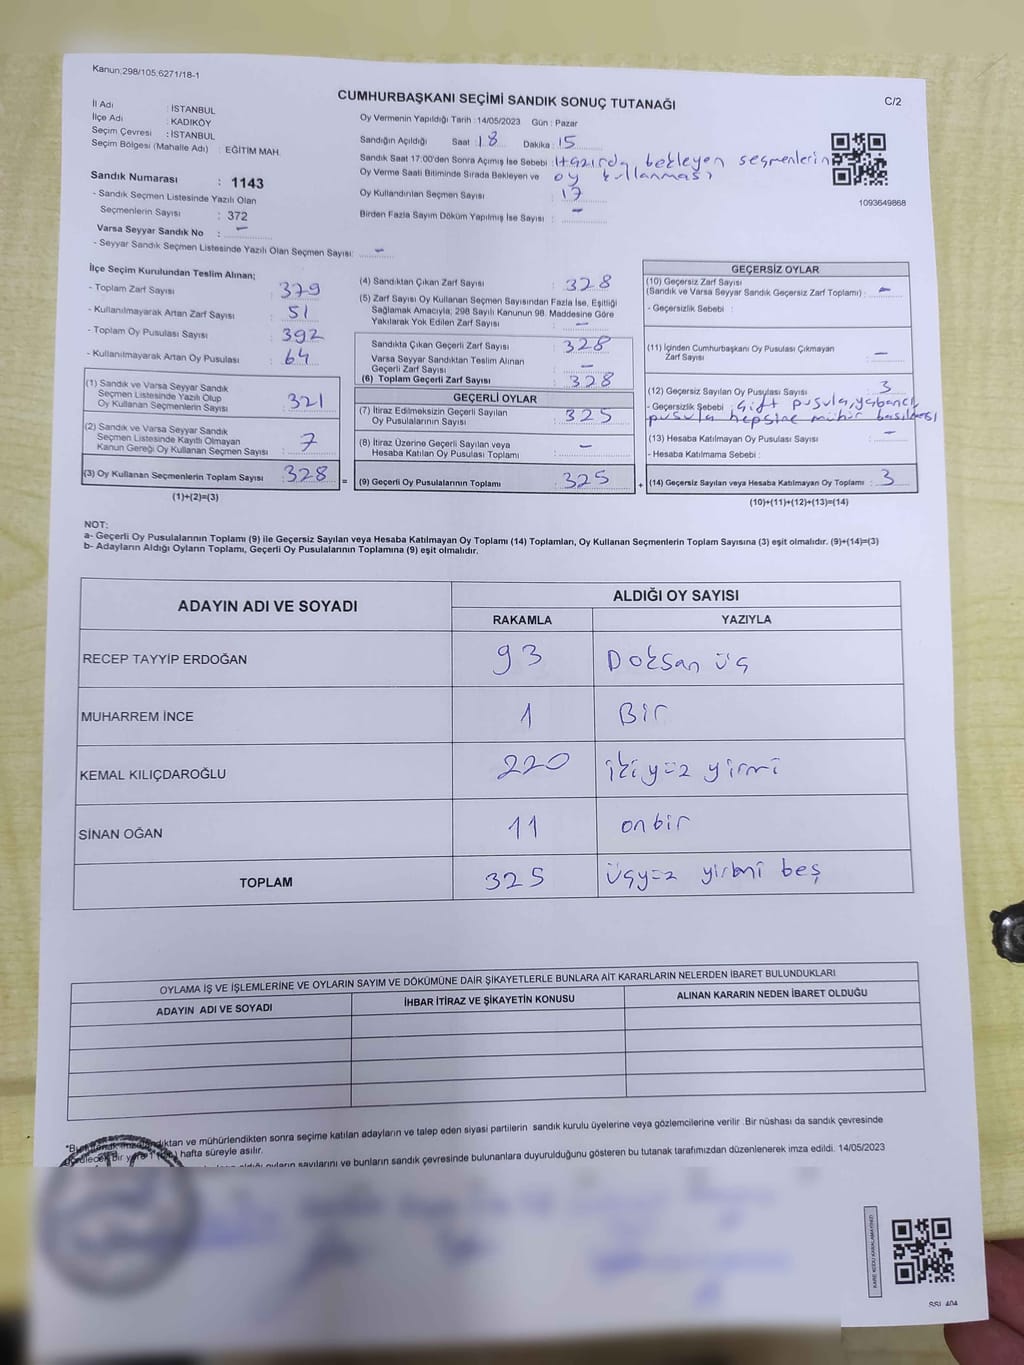 Kanun;298/105;6271/18-1
CUMHURBAŞKANI SEÇİMİ SANDIK SONUÇ TUTANAĞI
C/2
İl Adı : İSTANBUL
İlçe Adı : KADIKÖY
Seçim Çevresi : İSTANBUL
Seçim Bölgesi (Mahalle Adı) : EĞİTİM MAH.
Sandık Numarası : 1143
- Sandık Seçmen Listesinde Yazılı Olan
Seçmenlerin Sayısı : 372
Varsa Seyyar Sandık No : -
- Seyyar Sandık Seçmen Listesinde Yazılı Olan Seçmen Sayısı: -
Oy Vermenin Yapıldığı Tarih : 14/05/2023 Gün : Pazar
Sandığın Açıldığı Saat : 18 Dakika : 15
Sandık Saat 17:00'den Sonra Açımış İse Sebebi : bekleyen seçmenlerin
Oy Verme Saati Bitiminde Sırada Bekleyen ve oy kullanması
Oy Kullandırılan Seçmen Sayısı : 17
Birden Fazla Sayım Döküm Yapılmış İse Sayısı : -
1093649868
İlçe Seçim Kurulundan Teslim Alınan;
- Toplam Zarf Sayısı 379
- Kullanılmayarak Artan Zarf Sayısı : 51
- Toplam Oy Pusulası Sayısı : 392
- Kullanılmayarak Artan Oy Pusulası : 64
(1) Sandık ve Varsa Seyyar Sandık
Seçmen Listesinde Yazılı Olup
Oy Kullanan Seçmenlerin Sayısı : 321
(2) Sandık ve Varsa Seyyar Sandık
Seçmen Listesinde Kayıtlı Olmayan
Kanun Gereği Oy Kullanan Seçmen Sayısı : 7
(3) Oy Kullanan Seçmenlerin Toplam Sayısı : 328
(1)+(2)=(3)
(4) Sandıktan Çıkan Zarf Sayısı : 328
(5) Zarf Sayısı Oy Kullanan Seçmen Sayısından Fazla İse, Eşitliği
Sağlamak Amacıyla; 298 Sayılı Kanunun 98. Maddesine Göre
Yakılarak Yok Edilen Zarf Sayısı : -
Sandıkta Çıkan Geçerli Zarf Sayısı : 328
Varsa Seyyar Sandıktan Teslim Alınan
Geçerli Zarf Sayısı : -
(6) Toplam Geçerli Zarf Sayısı : 328
GEÇERLİ OYLAR
(7) İtiraz Edilmeksizin Geçerli Sayılan
Oy Pusulalarının Sayısı : 325
(8) İtiraz Üzerine Geçerli Sayılan veya
Hesaba Katılan Oy Pusulası Toplamı : -
= (9) Geçerli Oy Pusulalarının Toplamı : 325 +
GEÇERSİZ OYLAR
(10) Geçersiz Zarf Sayısı
(Sandık ve Varsa Seyyar Sandık Geçersiz Zarf Toplamı) : -
- Geçersizlik Sebebi :
(11) İçinden Cumhurbaşkanı Oy Pusulası Çıkmayan
Zarf Sayısı : -
(12) Geçersiz Sayılan Oy Pusulası Sayısı : 3
- Geçersizlik Sebebi : Çift pusula, yabancı
pusula hepsine mühür basılması
(13) Hesaba Katılmayan Oy Pusulası Sayısı : -
- Hesaba Katılmama Sebebi :
(14) Geçersiz Sayılan veya Hesaba Katılmayan Oy Toplamı : 3
(10)+(11)+(12)+(13)=(14)
NOT:
a- Geçerli Oy Pusulalarının Toplamı (9) ile Geçersiz Sayılan veya Hesaba Katılmayan Oy (14) Toplamları, Oy Kullanan Seçmenlerin Toplam Sayısına (3) eşit olmalıdır. (9)+(14)=(3)
b- Adayların Aldığı Oyların Toplamı, Geçerli Oy Pusulalarının Toplamına (9) eşit olmalıdır.
ADAYIN ADI VE SOYADI
ALDIĞI OY SAYISI
RAKAMLA YAZIYLA
RECEP TAYYİP ERDOĞAN 93 Doksan üç
MUHARREM İNCE 1 Bir
KEMAL KILIÇDAROĞLU 220 ikiyüz yirmi
SİNAN OĞAN 11 onbir
TOPLAM 325 üçyüz yirmi beş
OYLAMA İŞ VE İŞLEMLERİNE VE OYLARIN SAYIM VE DÖKÜMÜNE DAİR ŞİKAYETLERLE BUNLARA AİT KARARLARIN NELERDEN İBARET BULUNDUKLARI
ADAYIN ADI VE SOYADI İHBAR İTİRAZ VE ŞİKAYETİN KONUSU ALINAN KARARIN NEDEN İBARET OLDUĞU
ve mühürlendikten sonra seçime katılan adayların ve talep eden siyasi partilerin sandık kurulu üyelerine veya gözlemcilerine verilir. Bir nüshası da sandık çevresinde
hafta süreyle asılır.
oyların sayılarını ve bunların sandık çevresinde bulunanlara duyurulduğunu gösteren bu tutanak tarafımızdan düzenlenerek imza edildi. 14/05/2023
SSI 404